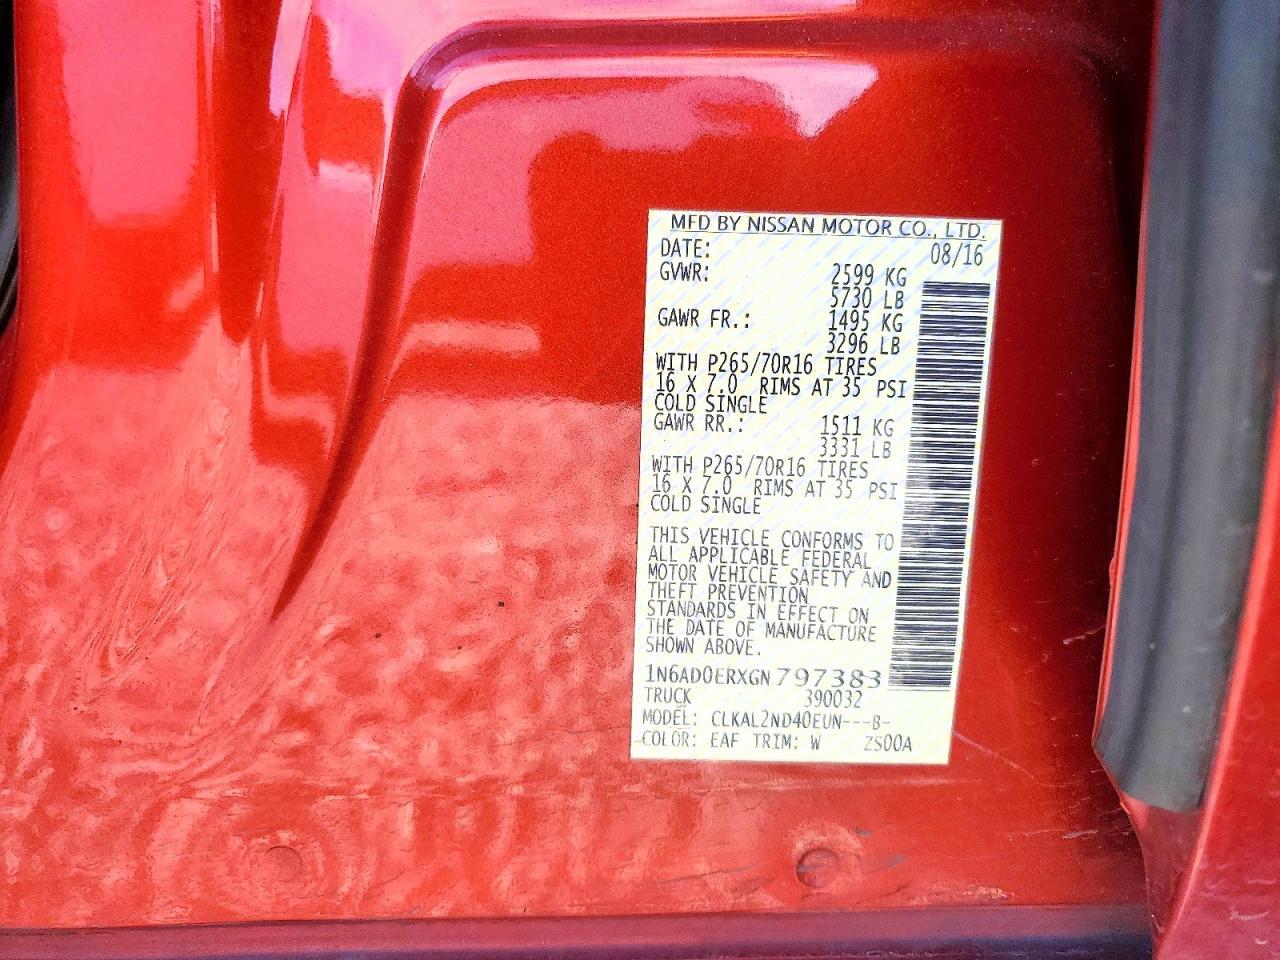 MFD BY NISSAN MOTOR CO., LTD.
DATE: 08/16
GVWR: 2599 KG
5730 LB
GAWR FR.: 1495 KG
3296 LB
WITH P265/70R16 TIRES
16 X 7.0 RIMS AT 35 PSI
COLD SINGLE
GAWR RR.: 1511 KG
3331 LB
WITH P265/70R16 TIRES
16 X 7.0 RIMS AT 35 PSI
COLD SINGLE
THIS VEHICLE CONFORMS TO
ALL APPLICABLE FEDERAL
MOTOR VEHICLE SAFETY AND
THEFT PREVENTION
STANDARDS IN EFFECT ON
THE DATE OF MANUFACTURE
SHOWN ABOVE.
1N6AD0ERXGN797383
TRUCK 390032
MODEL: CLKAL2ND40EUN---B-
COLOR: EAF TRIM: W ZS00A